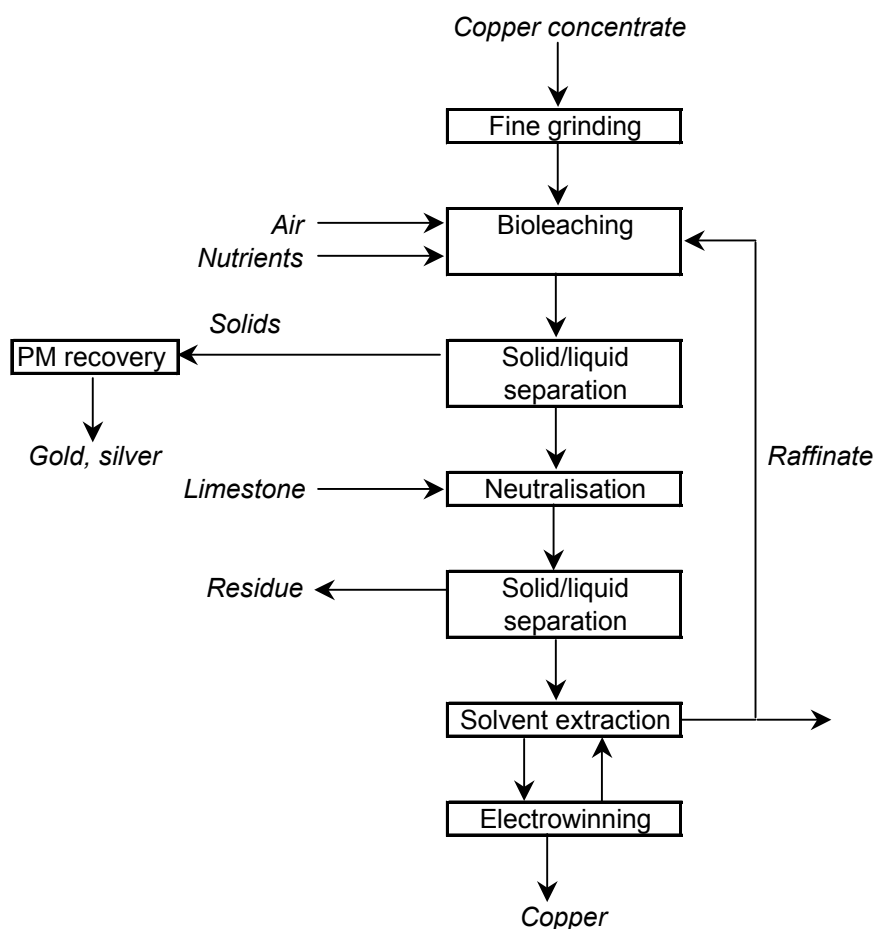 Copper concentrate
Fine grinding
Air
Bioleaching
Nutrients
Solids
PM recovery
Solid/liquid
separation
Gold, silver
Raffinate
Limestone
Neutralisation
Residue
Solid/liquid
separation
Solvent extraction
Electrowinning
Copper